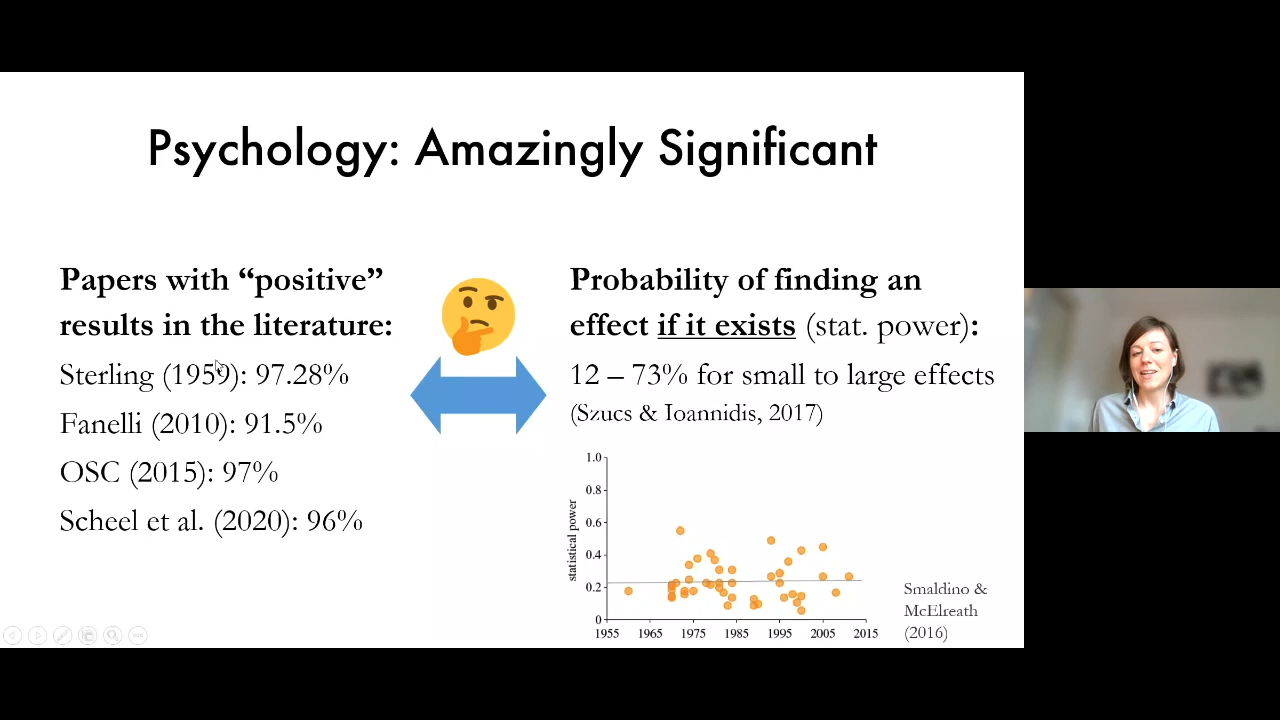 Psychology: Amazingly Significant
Papers with “positive”
results in the literature:
Sterling (1959): 97.28%
Fanelli (2010): 91.5%
OSC (2015): 97%
Scheel et al. (2020): 96%
Probability of finding an
effect if it exists (stat. power):
12 – 73% for small to large effects
(Szucs & Ioannidis, 2017)
statistical power
1.0
0.8
0.6
0.4
0.2
0
1955 1965 1975 1985 1995 2005 2015
Smaldino &
McElreath
(2016)